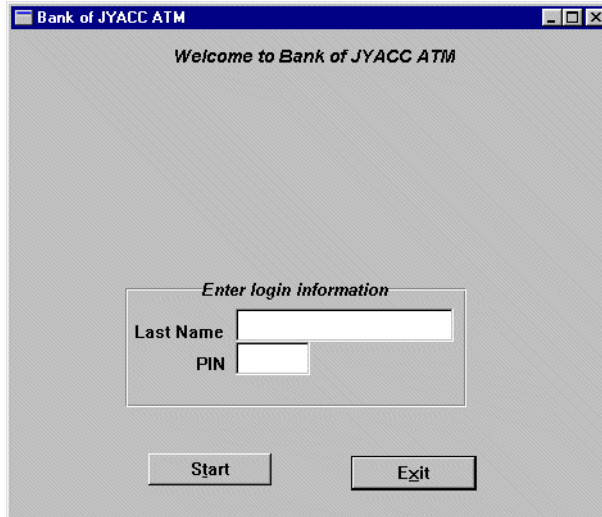 Bank of JYACC ATM
Welcome to Bank of JYACC ATM
Enter login information
Last Name
PIN
Start
Exit